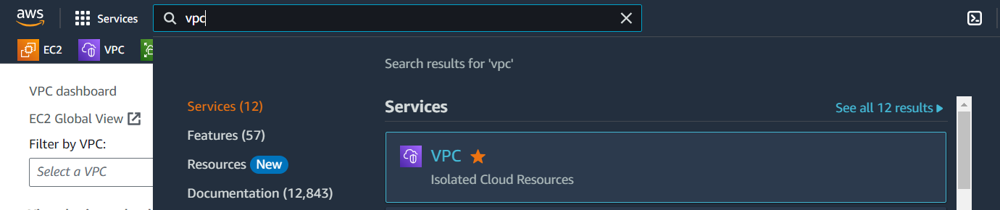 aws
Services
vpc
EC2
VPC
Search results for 'vpc'
VPC dashboard
EC2 Global View
Filter by VPC:
Select a VPC
Services (12)
Features (57)
Resources New
Documentation (12,843)
Services
See all 12 results
VPC
Isolated Cloud Resources